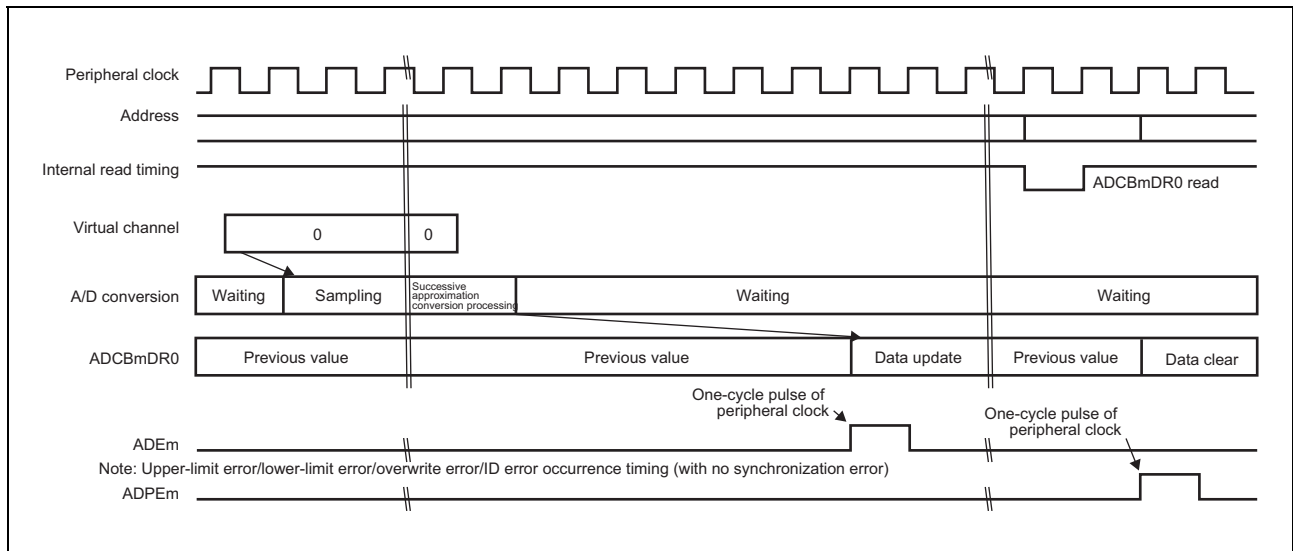 Peripheral clock
Address
Internal read timing
ADCBmDR0 read
Virtual channel
0
0
A/D conversion
Waiting
Sampling
Successive
approximation
conversion processing
Waiting
Waiting
ADCBmDR0
Previous value
Previous value
Data update
Previous value
Data clear
One-cycle pulse of
peripheral clock
One-cycle pulse of
peripheral clock
ADEm
Note: Upper-limit error/lower-limit error/overwrite error/ID error occurrence timing (with no synchronization error)
ADPEm